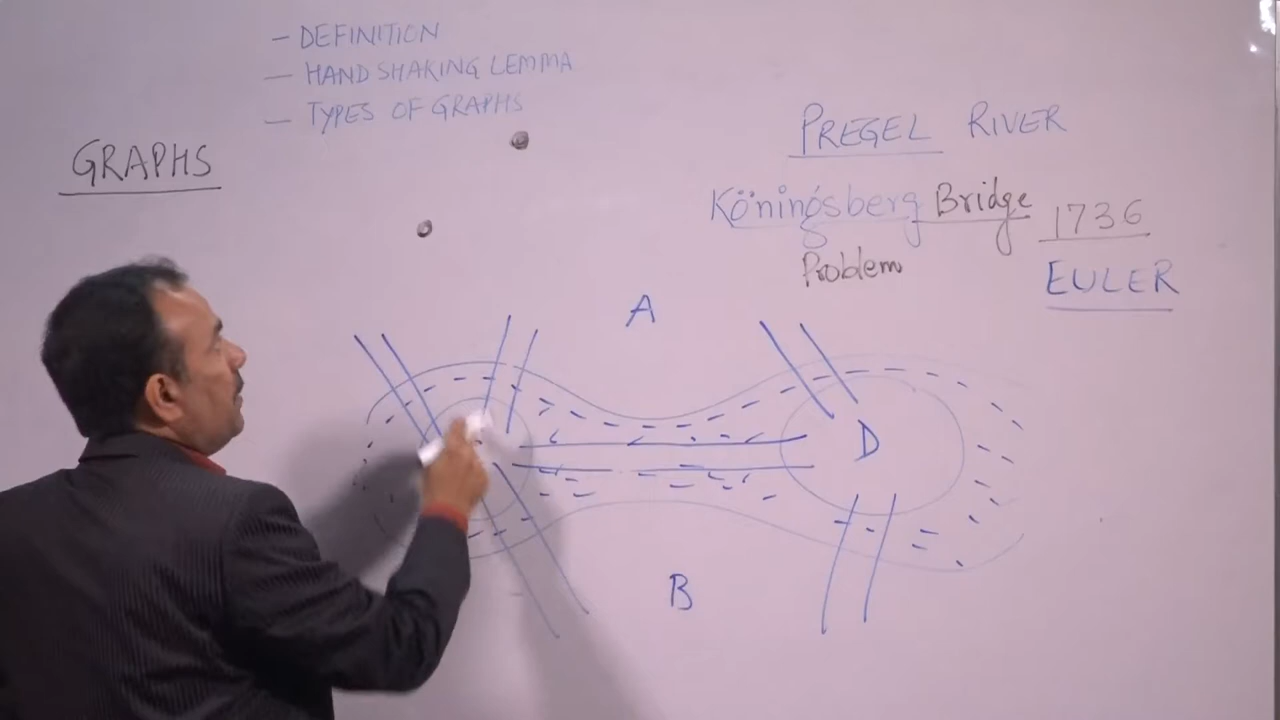 – DEFINITION
– HAND SHAKING LEMMA
– TYPES OF GRAPHS
GRAPHS
PREGEL RIVER
Köningsberg Bridge
Problem
1736
EULER
A
D
B